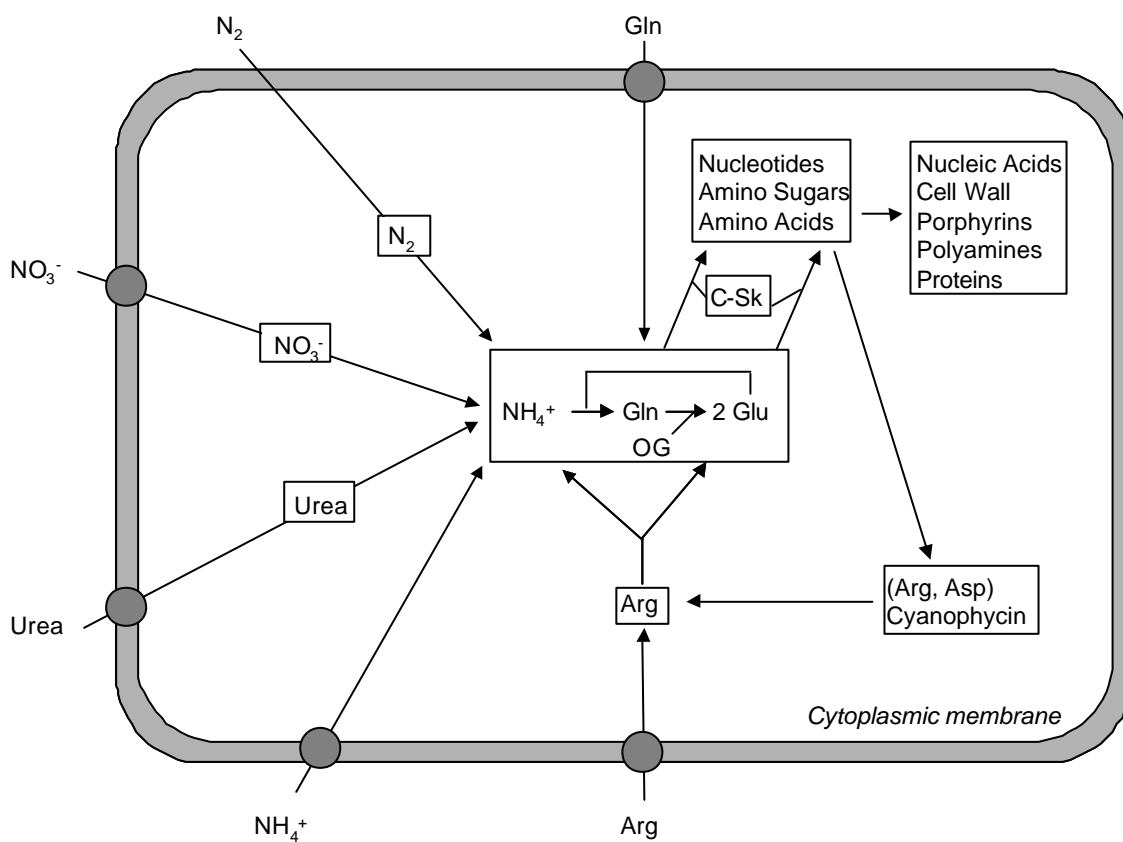 N₂
Gln
Nucleotides
Amino Sugars
Amino Acids
Nucleic Acids
Cell Wall
Porphyrins
Polyamines
Proteins
N₂
NO₃⁻
C-Sk
NO₃⁻
NH₄⁺ Gln 2 Glu
OG
Urea
Urea
Arg
(Arg, Asp)
Cyanophycin
Cytoplasmic membrane
NH₄⁺
Arg